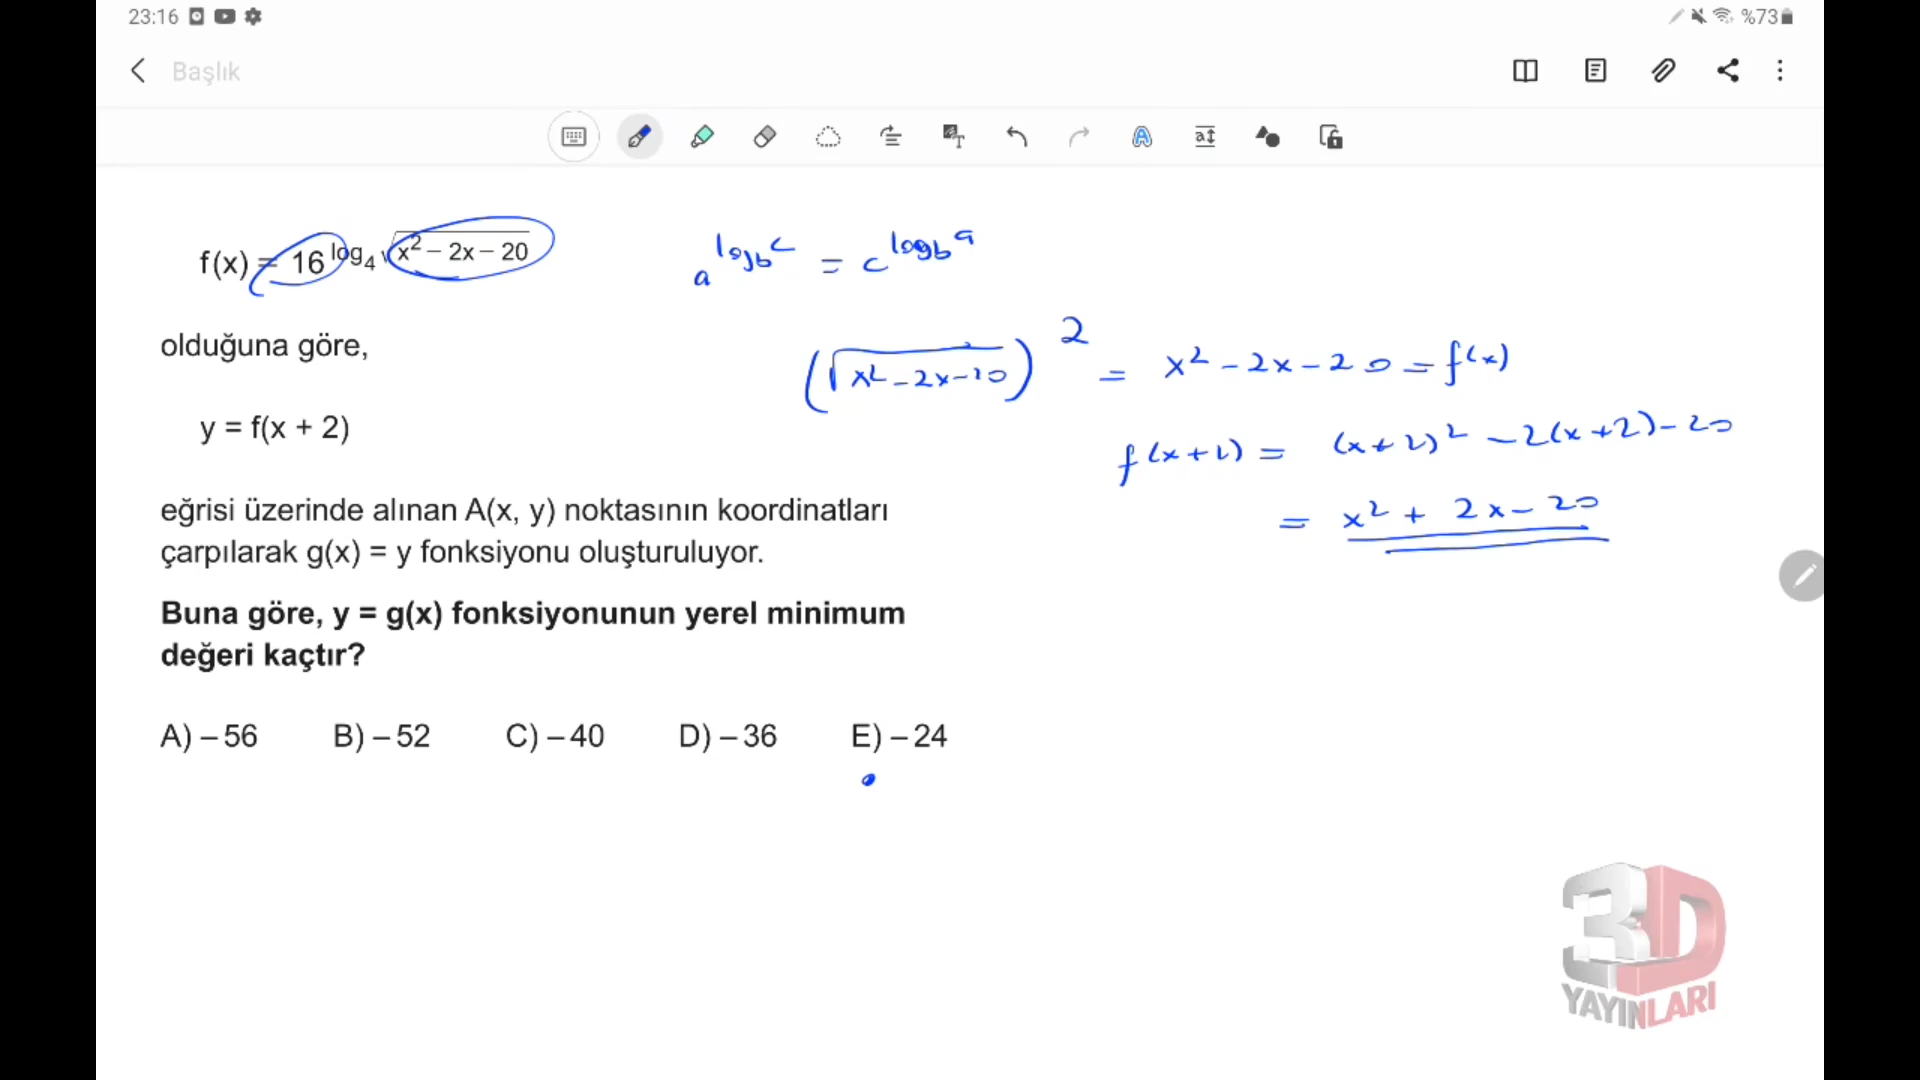 23:16
%73
Başlık
f(x) = 16^log₄√(x² – 2x – 20)
a^(log_b c) = c^(log_b a)
olduğuna göre,
(√(x² – 2x – 20))² = x² – 2x – 20 = f(x)
y = f(x + 2)
f(x+2) = (x+2)² – 2(x+2) – 20
= x² + 2x – 20
eğrisi üzerinde alınan A(x, y) noktasının koordinatları
çarpılarak g(x) = y fonksiyonu oluşturuluyor.
Buna göre, y = g(x) fonksiyonunun yerel minimum
değeri kaçtır?
A) – 56 B) – 52 C) – 40 D) – 36 E) – 24
3D
YAYINLARI